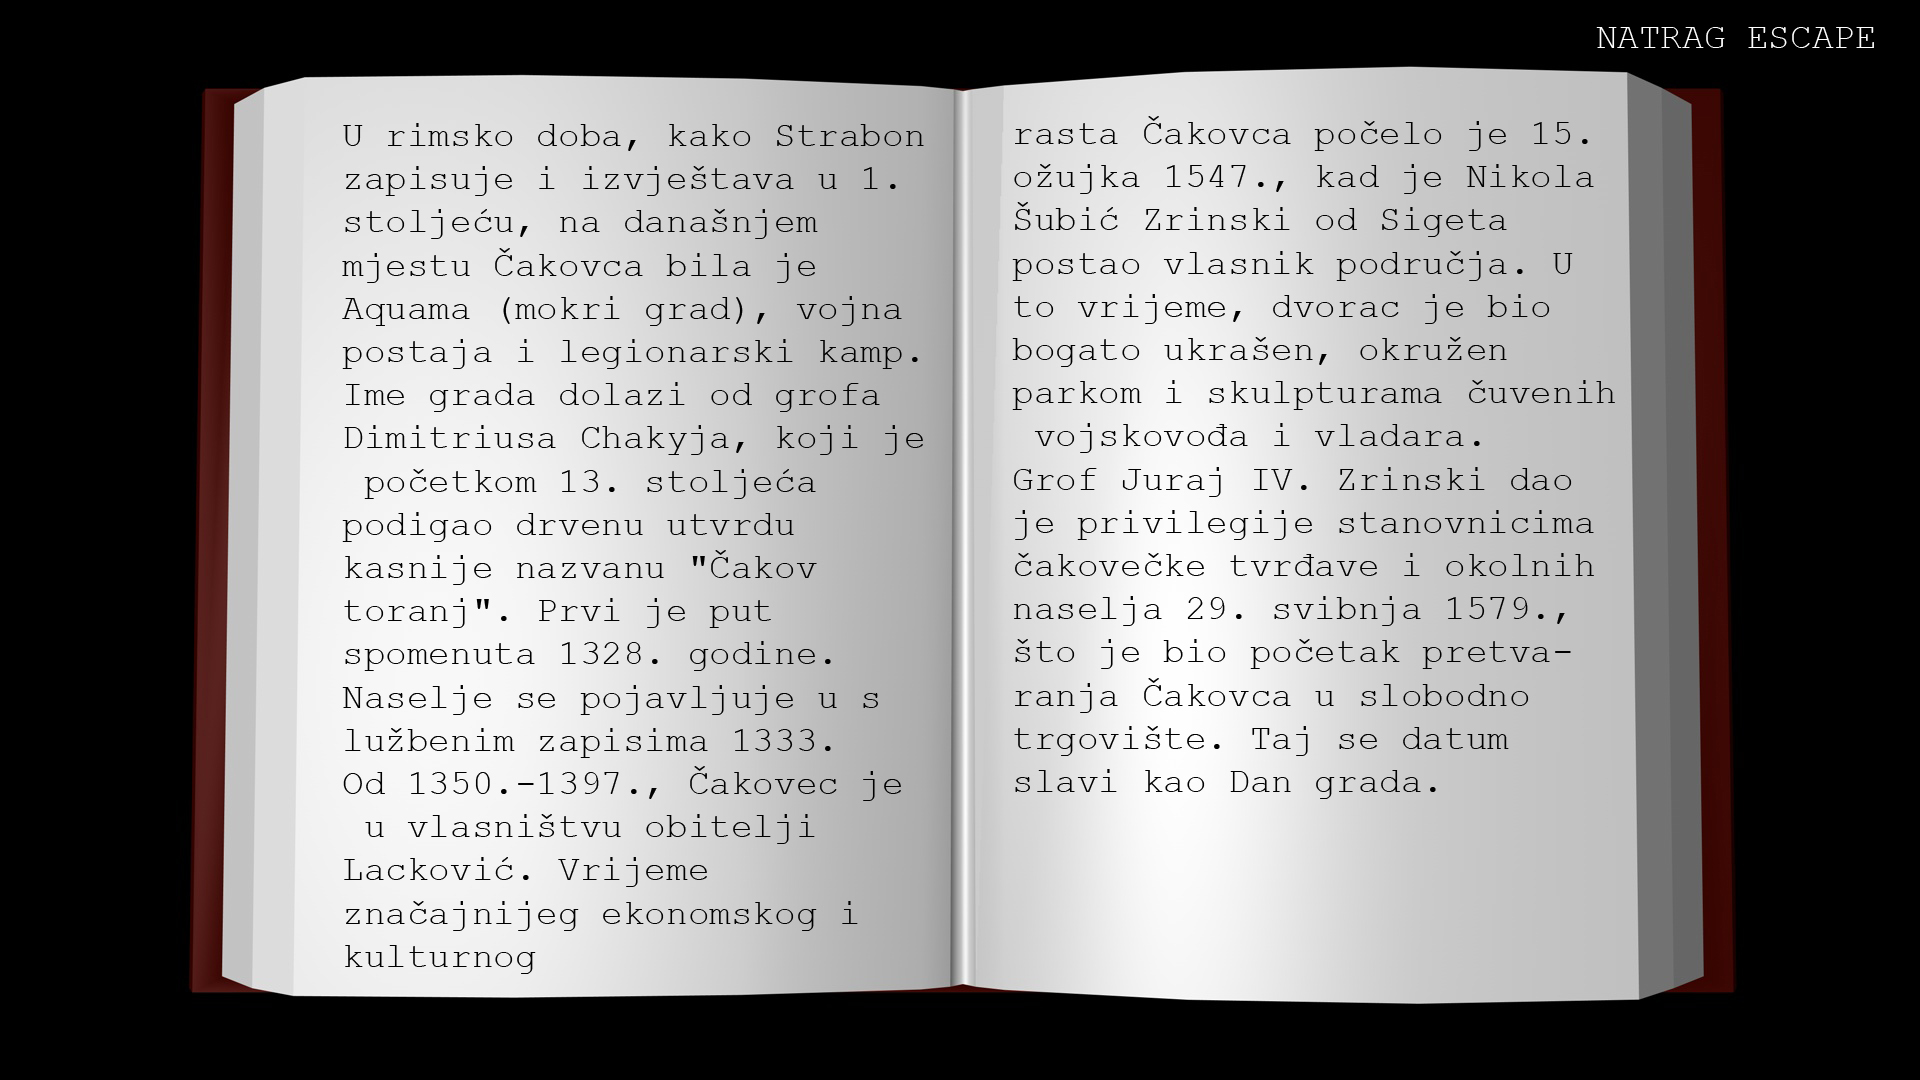 NATRAG ESCAPE
U rimsko doba, kako Strabon
zapisuje i izvještava u 1.
stoljeću, na današnjem
mjestu Čakovca bila je
Aquama (mokri grad), vojna
postaja i legionarski kamp.
Ime grada dolazi od grofa
Dimitriusa Chakyja, koji je
početkom 13. stoljeća
podigao drvenu utvrdu
kasnije nazvanu "Čakov
toranj". Prvi je put
spomenuta 1328. godine.
Naselje se pojavljuje u s
lužbenim zapisima 1333.
Od 1350.-1397., Čakovec je
u vlasništvu obitelji
Lacković. Vrijeme
značajnijeg ekonomskog i
kulturnog
rasta Čakovca počelo je 15.
ožujka 1547., kad je Nikola
Šubić Zrinski od Sigeta
postao vlasnik područja. U
to vrijeme, dvorac je bio
bogato ukrašen, okružen
parkom i skulpturama čuvenih
vojskovođa i vladara.
Grof Juraj IV. Zrinski dao
je privilegije stanovnicima
čakovečke tvrđave i okolnih
naselja 29. svibnja 1579.,
što je bio početak pretva-
ranja Čakovca u slobodno
trgovište. Taj se datum
slavi kao Dan grada.